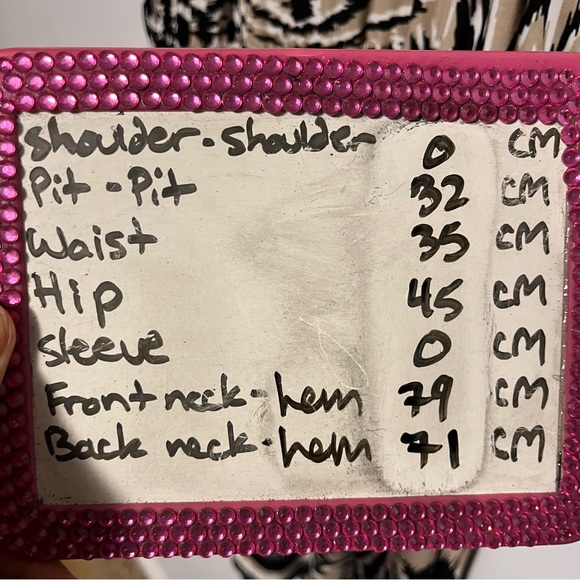 shoulder - shoulder 0 CM
Pit - Pit 32 CM
Waist 35 CM
Hip 45 CM
sleeve 0 CM
Front neck - hem 79 CM
Back neck - hem 71 CM